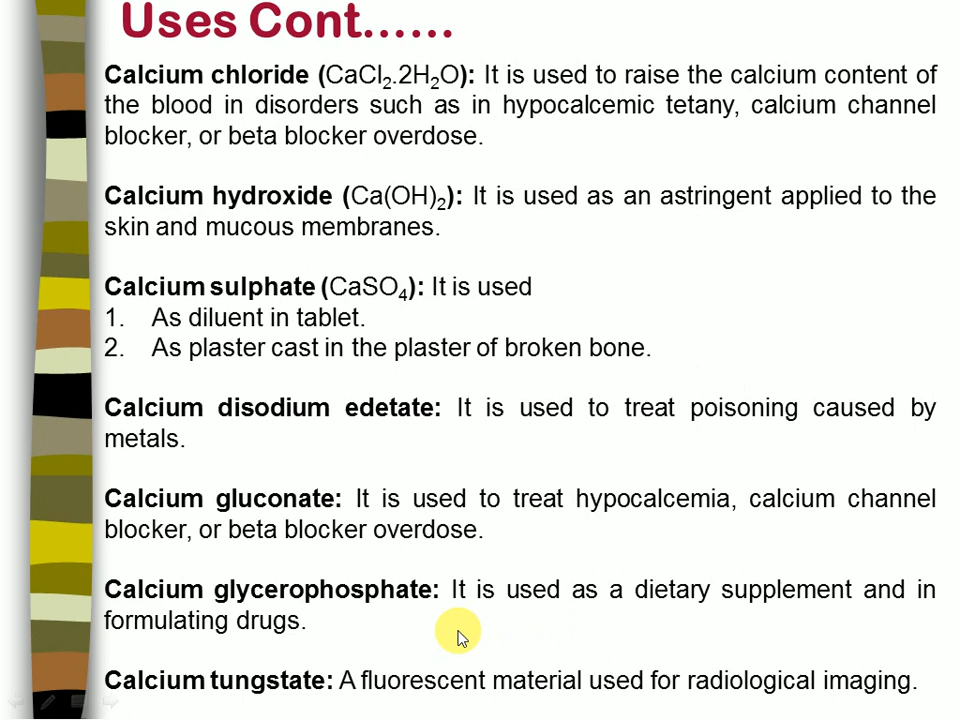 Uses Cont......
Calcium chloride (CaCl₂.2H₂O): It is used to raise the calcium content of
the blood in disorders such as in hypocalcemic tetany, calcium channel
blocker, or beta blocker overdose.
Calcium hydroxide (Ca(OH)₂): It is used as an astringent applied to the
skin and mucous membranes.
Calcium sulphate (CaSO₄): It is used
1. As diluent in tablet.
2. As plaster cast in the plaster of broken bone.
Calcium disodium edetate: It is used to treat poisoning caused by
metals.
Calcium gluconate: It is used to treat hypocalcemia, calcium channel
blocker, or beta blocker overdose.
Calcium glycerophosphate: It is used as a dietary supplement and in
formulating drugs.
Calcium tungstate: A fluorescent material used for radiological imaging.